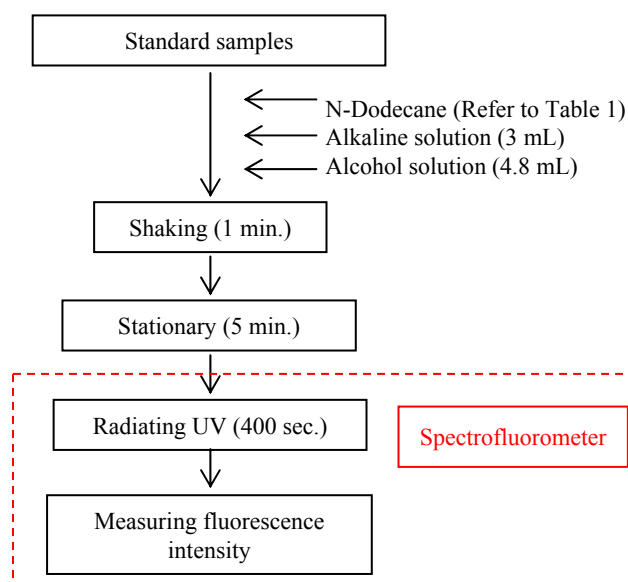 Standard samples
N-Dodecane (Refer to Table 1)
Alkaline solution (3 mL)
Alcohol solution (4.8 mL)
Shaking (1 min.)
Stationary (5 min.)
Radiating UV (400 sec.)
Spectrofluorometer
Measuring fluorescence
intensity